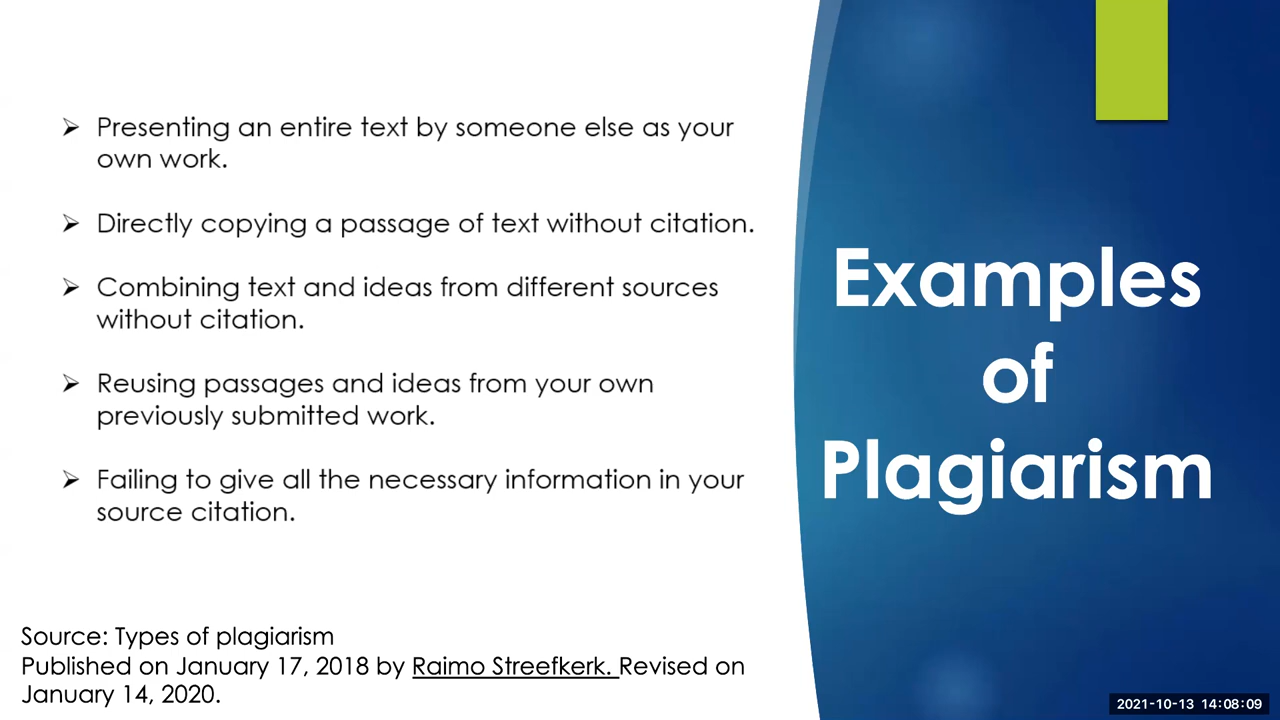 Presenting an entire text by someone else as your
own work.
Directly copying a passage of text without citation.
Combining text and ideas from different sources
without citation.
Reusing passages and ideas from your own
previously submitted work.
Failing to give all the necessary information in your
source citation.
Source: Types of plagiarism
Published on January 17, 2018 by Raimo Streefkerk. Revised on
January 14, 2020.
Examples
of
Plagiarism
2021-10-13 14:08:09